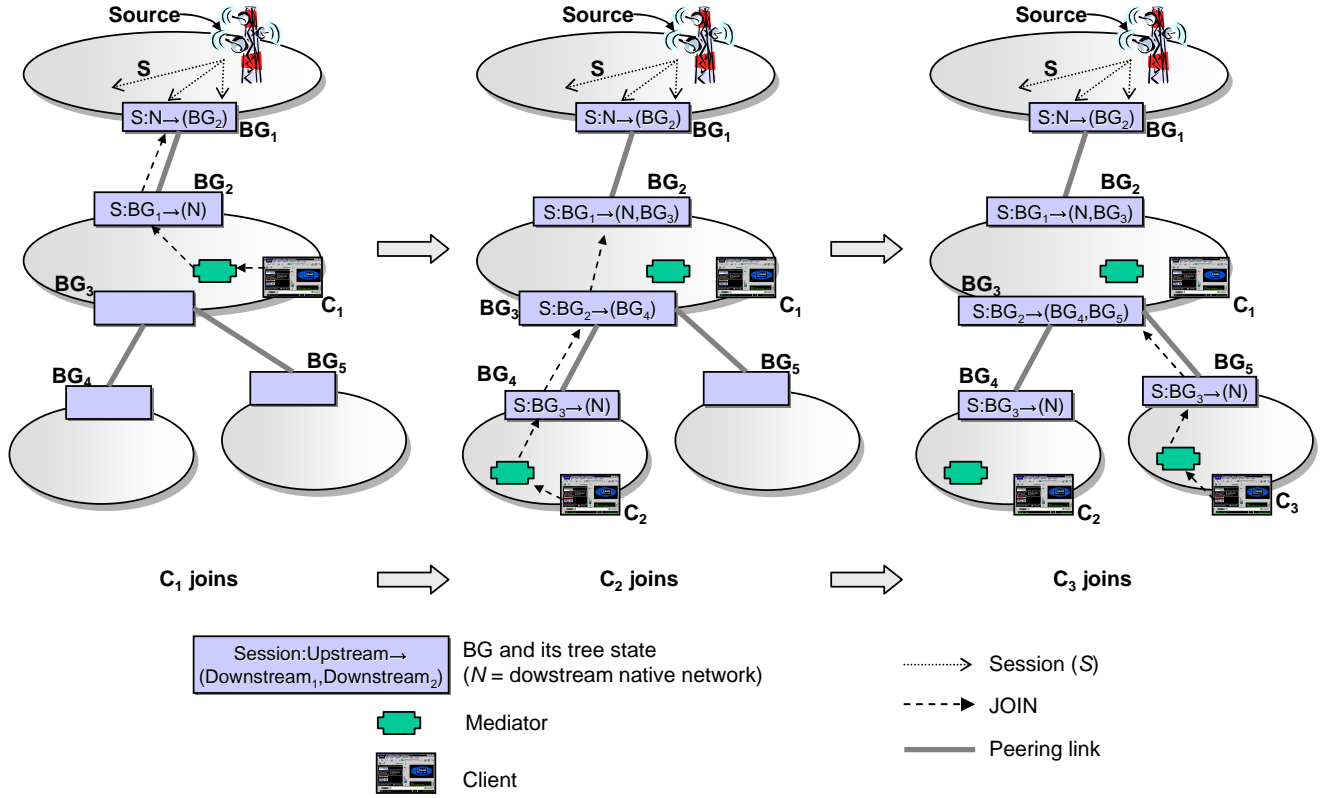 Source
S
S:N→(BG₂)
BG₁
BG₂
S:BG₁→(N)
BG₃
C₁
BG₄
BG₅
Source
S
S:N→(BG₂)
BG₁
BG₂
S:BG₁→(N,BG₃)
BG₃
S:BG₂→(BG₄)
C₁
BG₄
BG₅
S:BG₃→(N)
C₂
Source
S
S:N→(BG₂)
BG₁
BG₂
S:BG₁→(N,BG₃)
BG₃
S:BG₂→(BG₄,BG₅)
C₁
BG₄
BG₅
S:BG₃→(N)
S:BG₃→(N)
C₂
C₃
C₁ joins
C₂ joins
C₃ joins
Session:Upstream→
(Downstream₁,Downstream₂)
BG and its tree state
(N = dowstream native network)
Mediator
Client
Session (S)
JOIN
Peering link